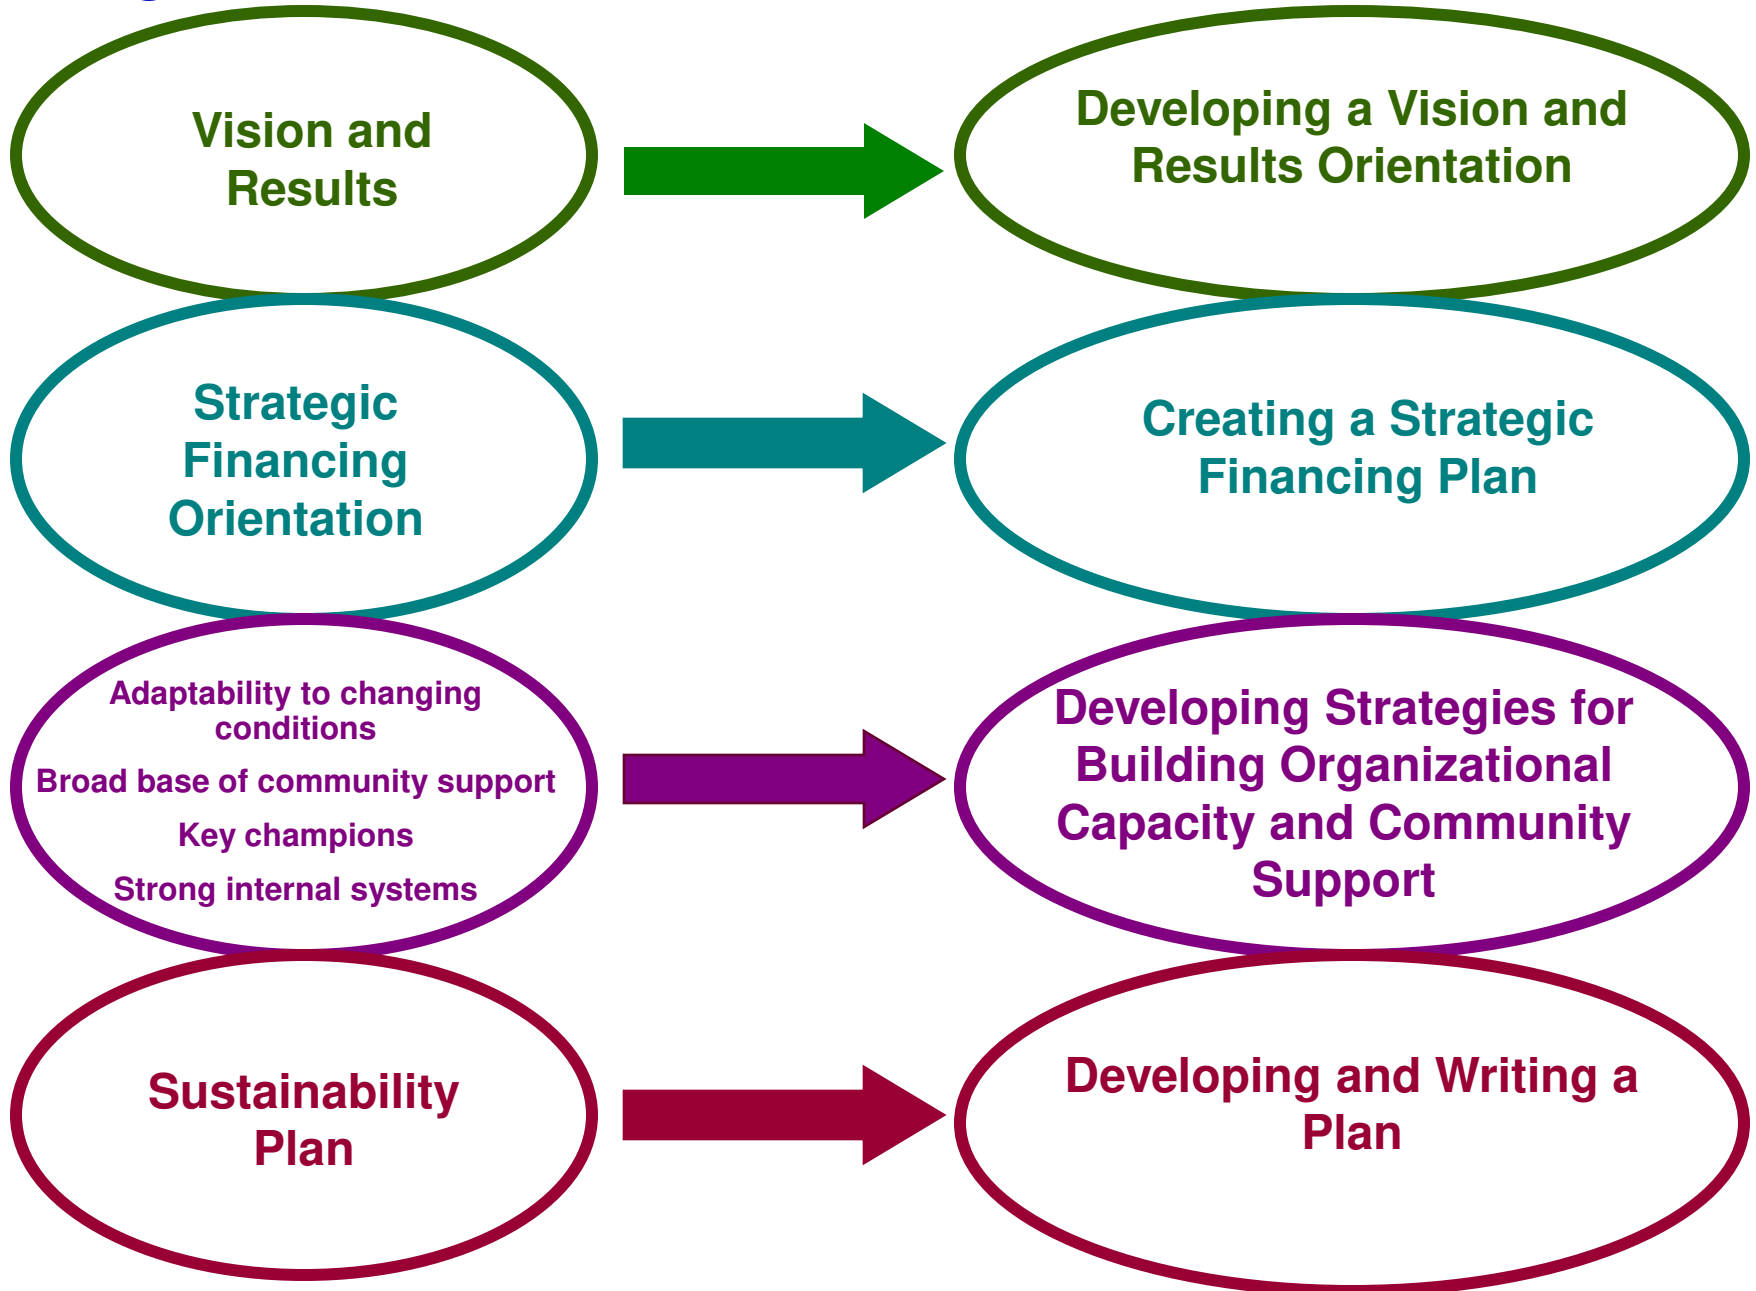 Vision and
Results
Developing a Vision and
Results Orientation
Strategic
Financing
Orientation
Creating a Strategic
Financing Plan
Adaptability to changing
conditions
Broad base of community support
Key champions
Strong internal systems
Developing Strategies for
Building Organizational
Capacity and Community
Support
Sustainability
Plan
Developing and Writing a
Plan